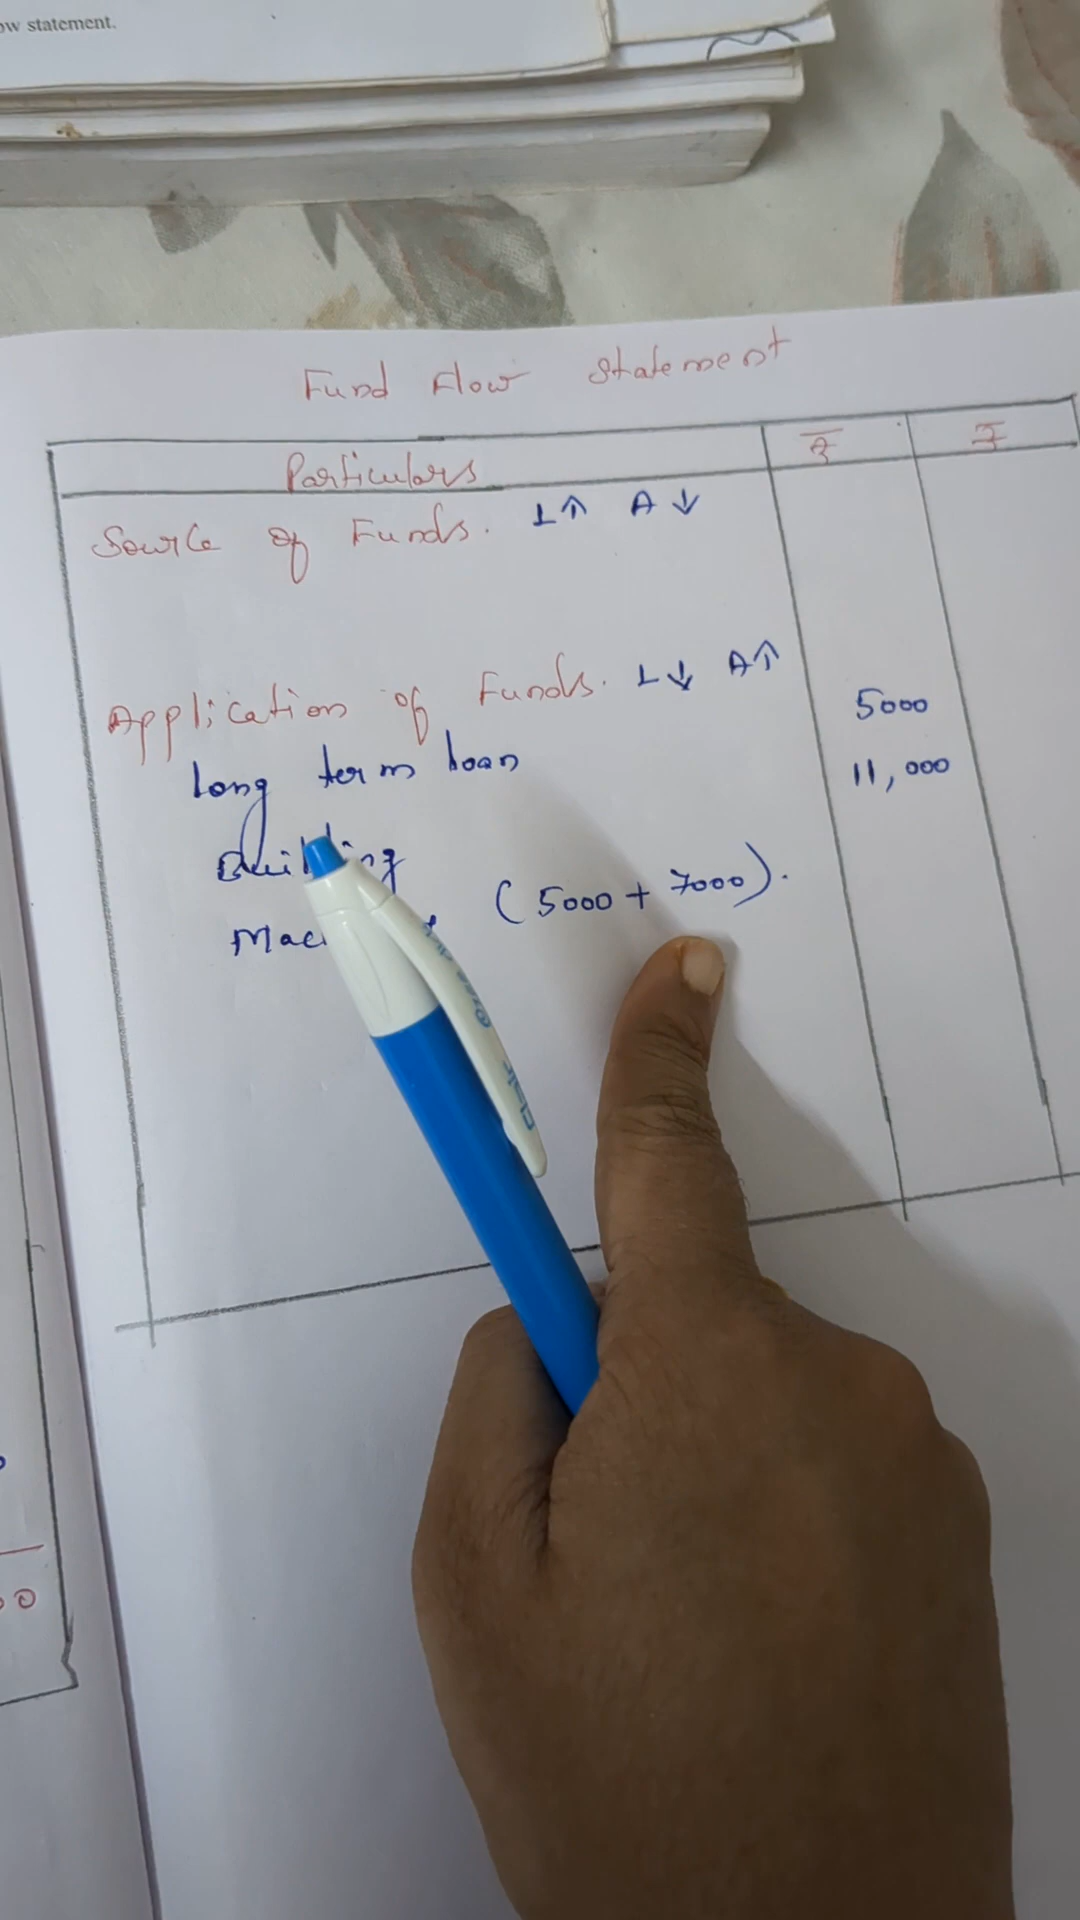 ow statement.
Fund Flow Statement
Particulars ₹ ₹
Source of Funds. L↑ A↓
Application of Funds. L↓ A↑
Long term loan 5000
Building 11,000
(5000 + 7000).